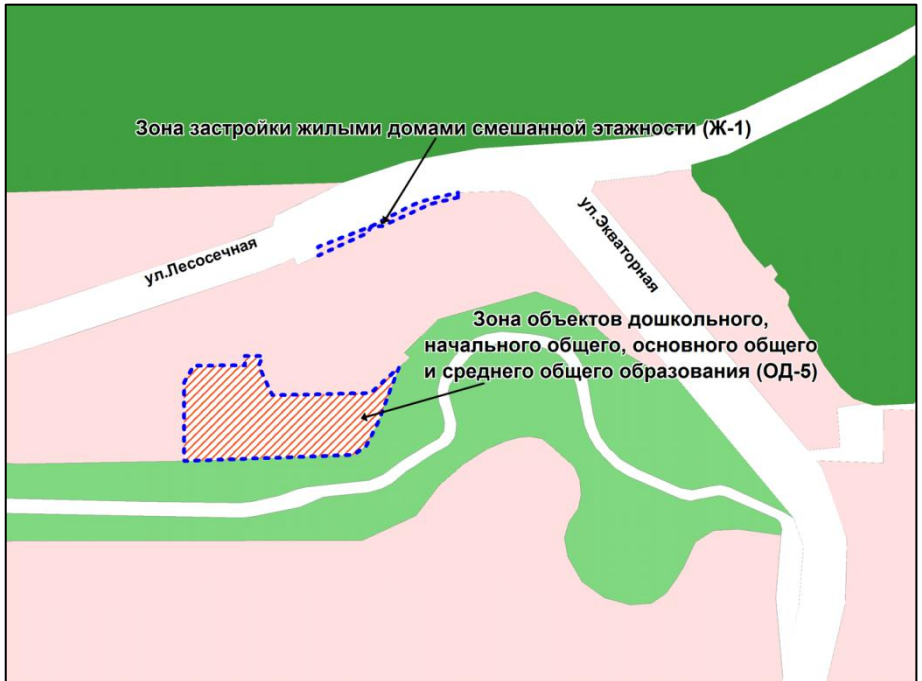 Зона застройки жилыми домами смешанной этажности (Ж-1)
ул.Лесосечная
ул.Экваторная
Зона объектов дошкольного,
начального общего, основного общего
и среднего общего образования (ОД-5)